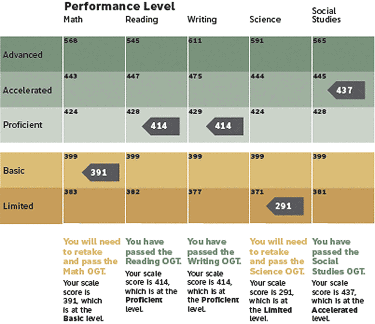 Performance Level
Math Reading Writing Science Social Studies
568 545 611 591 565
Advanced
443 447 475 444 445
Accelerated 437
424 428 429 424 428
Proficient 414 414
399 399 399 399 399
Basic 391
383 382 377 371 381
Limited 291
You will need to retake and pass the Math OGT.
Your scale score is 391, which is at the Basic level.
You have passed the Reading OGT.
Your scale score is 414, which is at the Proficient level.
You have passed the Writing OGT.
Your scale score is 414, which is at the Proficient level.
You will need to retake and pass the Science OGT.
Your scale score is 291, which is at the Limited level.
You have passed the Social Studies OGT.
Your scale score is 437, which is at the Accelerated level.